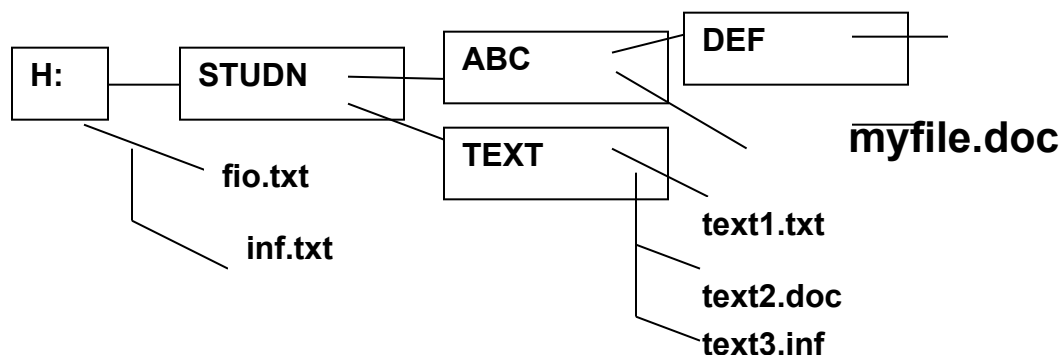 H:
STUDN
ABC
DEF
myfile.doc
TEXT
fio.txt
text1.txt
inf.txt
text2.doc
text3.inf